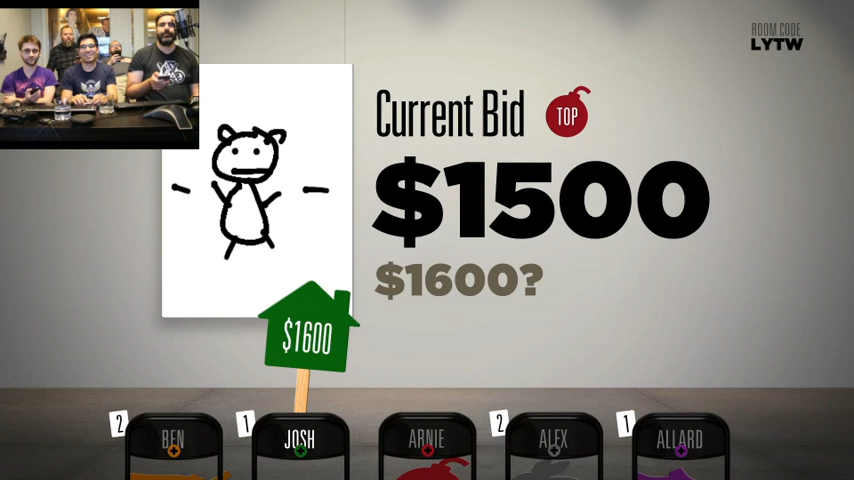 ROOM CODE
LYTW
Current Bid
TOP
$1500
$1600?
$1600
2
BEN
1
JOSH
ARNIE
2
ALEX
1
ALLARD